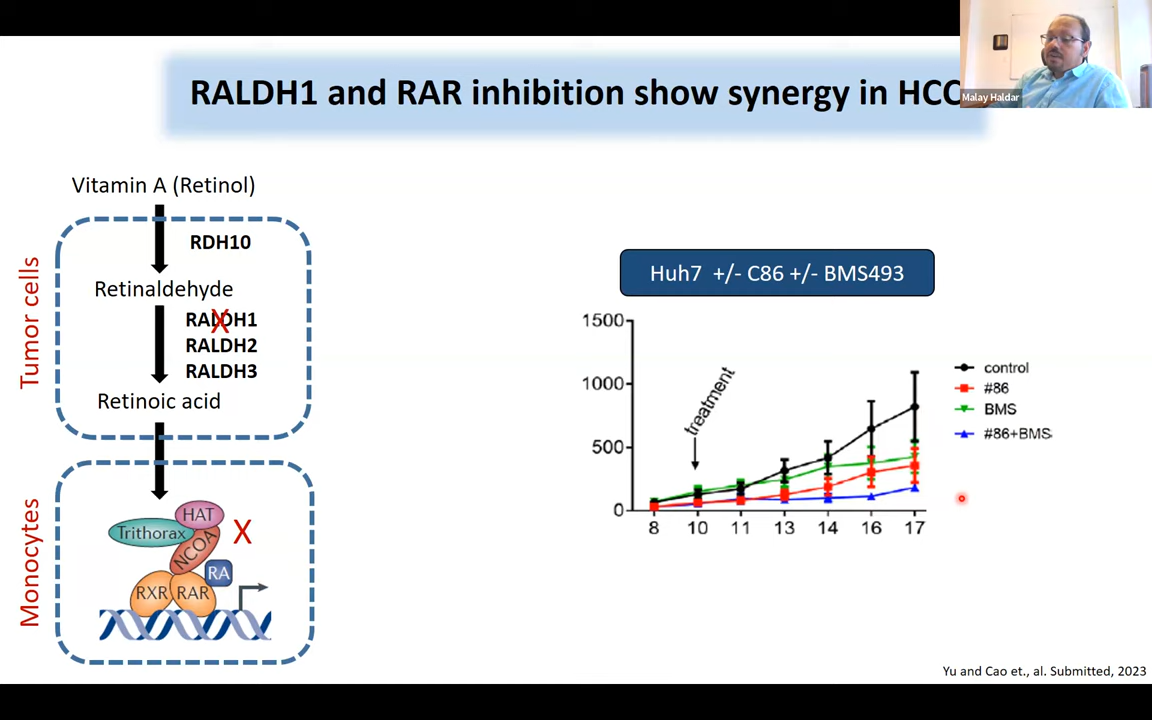 RALDH1 and RAR inhibition show synergy in HCC
Malay Haldar
Vitamin A (Retinol)
Tumor cells
RDH10
Retinaldehyde
RALDH1
RALDH2
RALDH3
Retinoic acid
Monocytes
HAT
Trithorax
NCOA
X
RA
RXR
RAR
Huh7 +/- C86 +/- BMS493
1500
1000
500
0
treatment
8 10 11 13 14 16 17
control
#86
BMS
#86+BMS
Yu and Cao et., al. Submitted, 2023